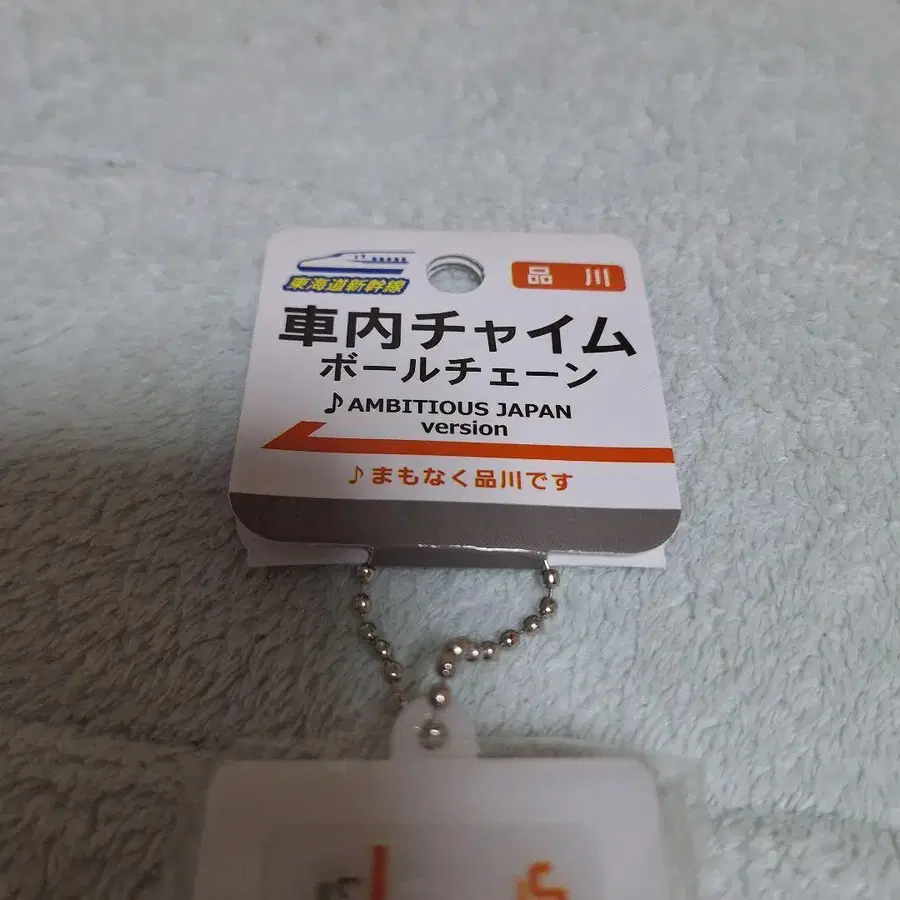 東海道新幹線
品川
車内チャイム
ボールチェーン
♪AMBITIOUS JAPAN
version
♪まもなく品川です